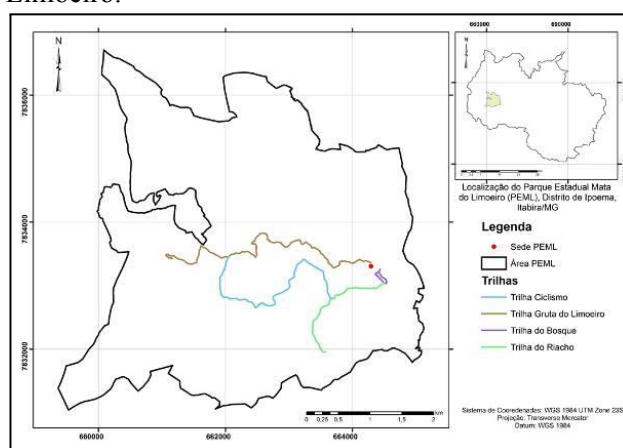 Limoeiro.
N
7836000
7834000
7832000
660000
662000
664000
0 0,25 0,5 1 1,5 2
km
N
660000
680000
Localização do Parque Estadual Mata
do Limoeiro (PEML), Distrito de Ipoema,
Itabira/MG
Legenda
Sede PEML
Área PEML
Trilhas
Trilha Ciclismo
Trilha Gruta do Limoeiro
Trilha do Bosque
Trilha do Riacho
Sistema de Coordenadas: WGS 1984 UTM Zone 23S
Projeção: Transverse Mercator
Datum: WGS 1984